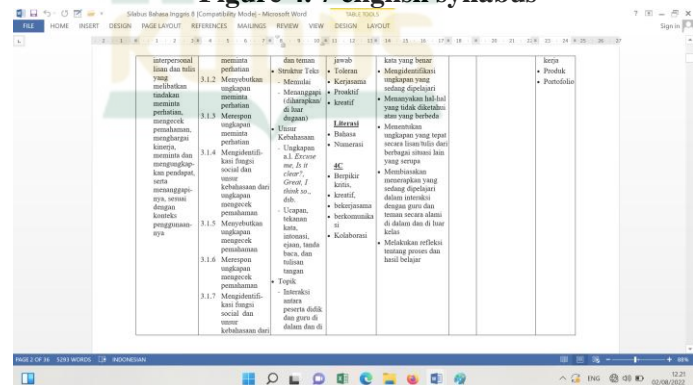 Figure 4. 7 english syllabus
Silabus Bahasa Inggris 8 [Compatibility Mode] - Microsoft Word
TABLE TOOLS
FILE HOME INSERT DESIGN PAGE LAYOUT REFERENCES MAILINGS REVIEW VIEW DESIGN LAYOUT
Sign in
interpersonal
lisan dan tulis
yang
melibatkan
tindakan
meminta
perhatian,
mengecek
pemahaman,
menghargai
kinerja,
meminta dan
mengungkap-
kan pendapat,
serta
menanggapi-
nya, sesuai
dengan
konteks
penggunaan-
nya
meminta
perhatian
3.1.2 Menyebutkan
ungkapan
meminta
perhatian
3.1.3 Merespon
ungkapan
meminta
perhatian
3.1.4 Mengidentifi-
kasi fungsi
social dan
unsur
kebahasaan dari
ungkapan
mengecek
pemahaman
3.1.5 Menyebutkan
ungkapan
mengecek
pemahaman
3.1.6 Merespon
ungkapan
mengecek
pemahaman
3.1.7 Mengidentifi-
kasi fungsi
social dan
unsur
kebahasaan dari
dan teman
• Struktur Teks
- Memulai
- Menanggapi
(diharapkan/
di luar
dugaan)
• Unsur
Kebahasaan
- Ungkapan
a.l. Excuse
me, Is it
clear?,
Great, I
think so.,
dsb.
- Ucapan,
tekanan
kata,
intonasi,
ejaan, tanda
baca, dan
tulisan
tangan
• Topik
- Interaksi
antara
peserta didik
dan guru di
dalam dan di
jawab
• Toleran
• Kerjasama
• Proaktif
• kreatif
Literasi
• Bahasa
• Numerasi
4C
• Berpikir
kritis,
• kreatif,
• bekerjasama
• berkomunika
si
• Kolaborasi
kata yang benar
• Mengidentifikasi
ungkapan yang
sedang dipelajari
• Menanyakan hal-hal
yang tidak diketahui
atau yang berbeda
• Menentukan
ungkapan yang tepat
secara lisan/tulis dari
berbagai situasi lain
yang serupa
• Membiasakan
menerapkan yang
sedang dipelajari
dalam interaksi
dengan guru dan
teman secara alami
di dalam dan di luar
kelas
• Melakukan refleksi
tentang proses dan
hasil belajar
kerja
• Produk
• Portofolio
PAGE 2 OF 36 5293 WORDS INDONESIAN
ENG
12.21
02/08/2022